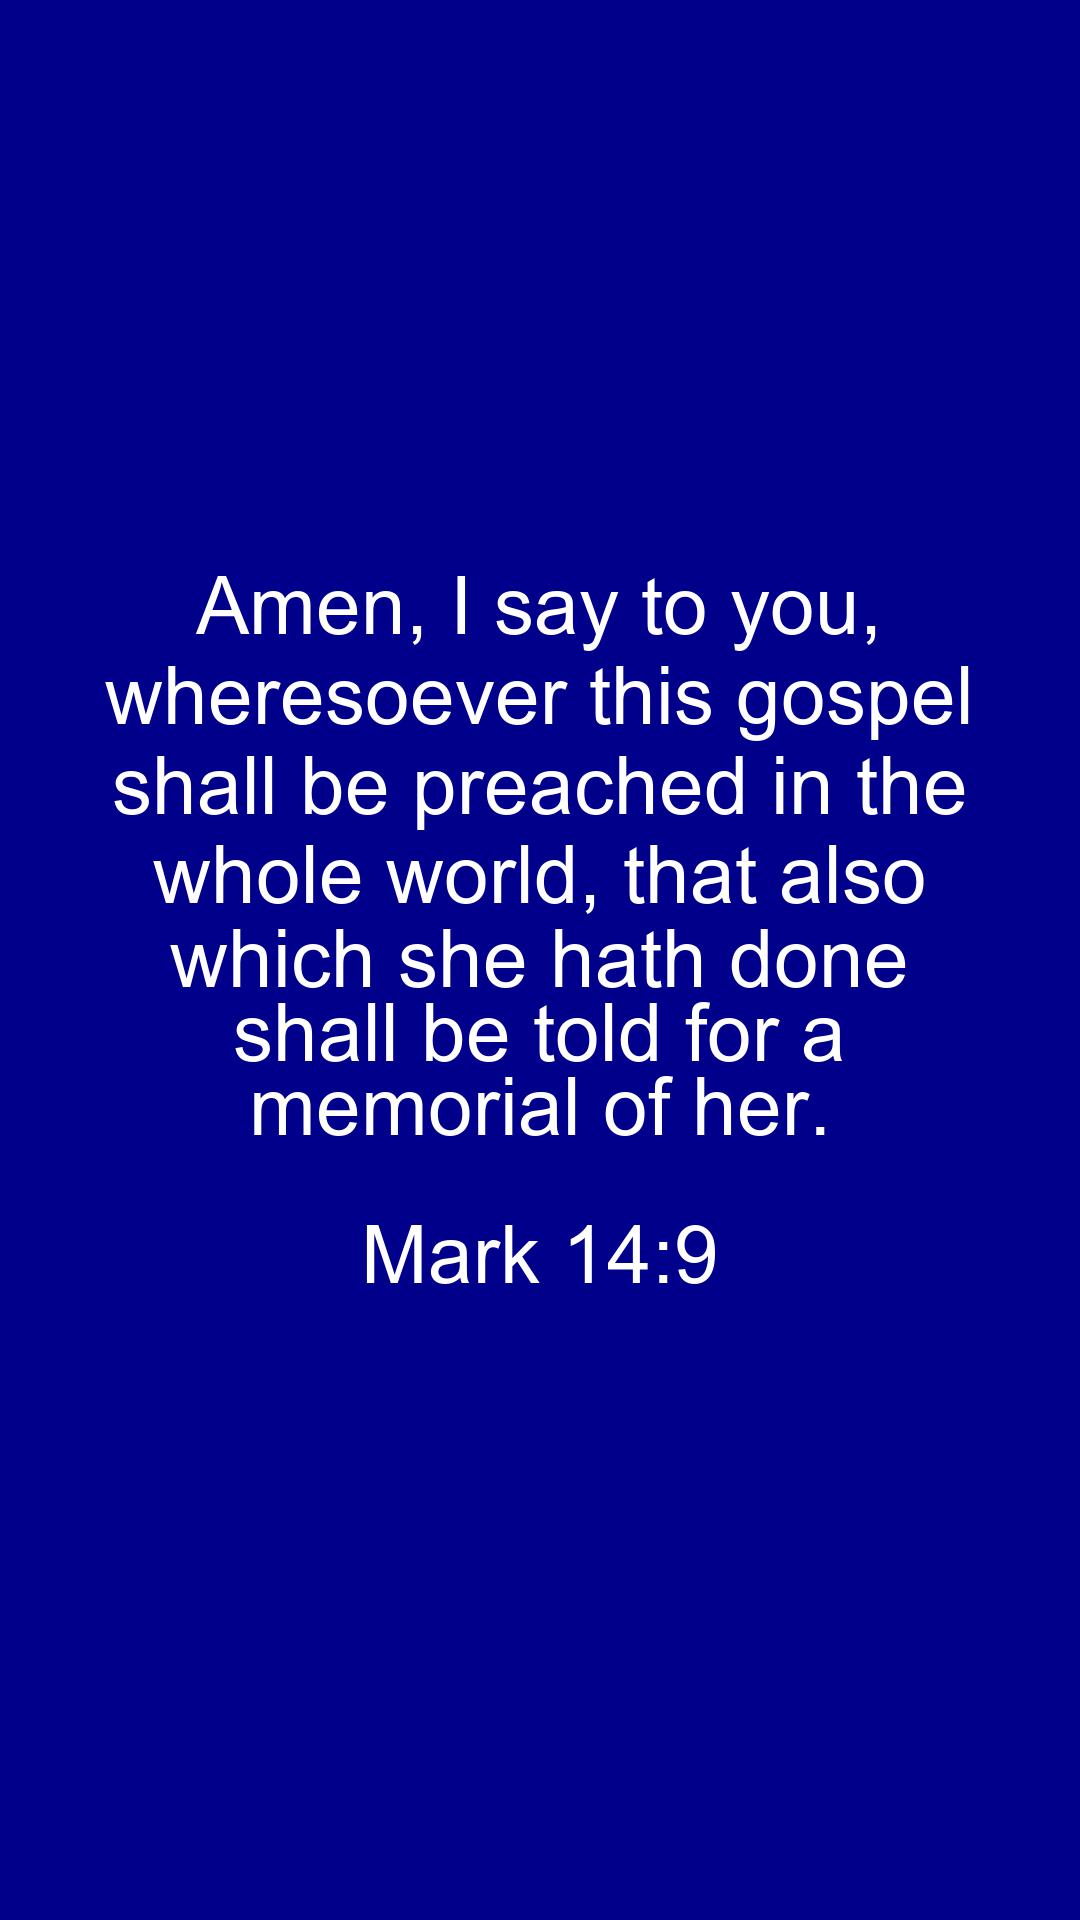 Amen, I say to you,
wheresoever this gospel
shall be preached in the
whole world, that also
which she hath done
shall be told for a
memorial of her.
Mark 14:9